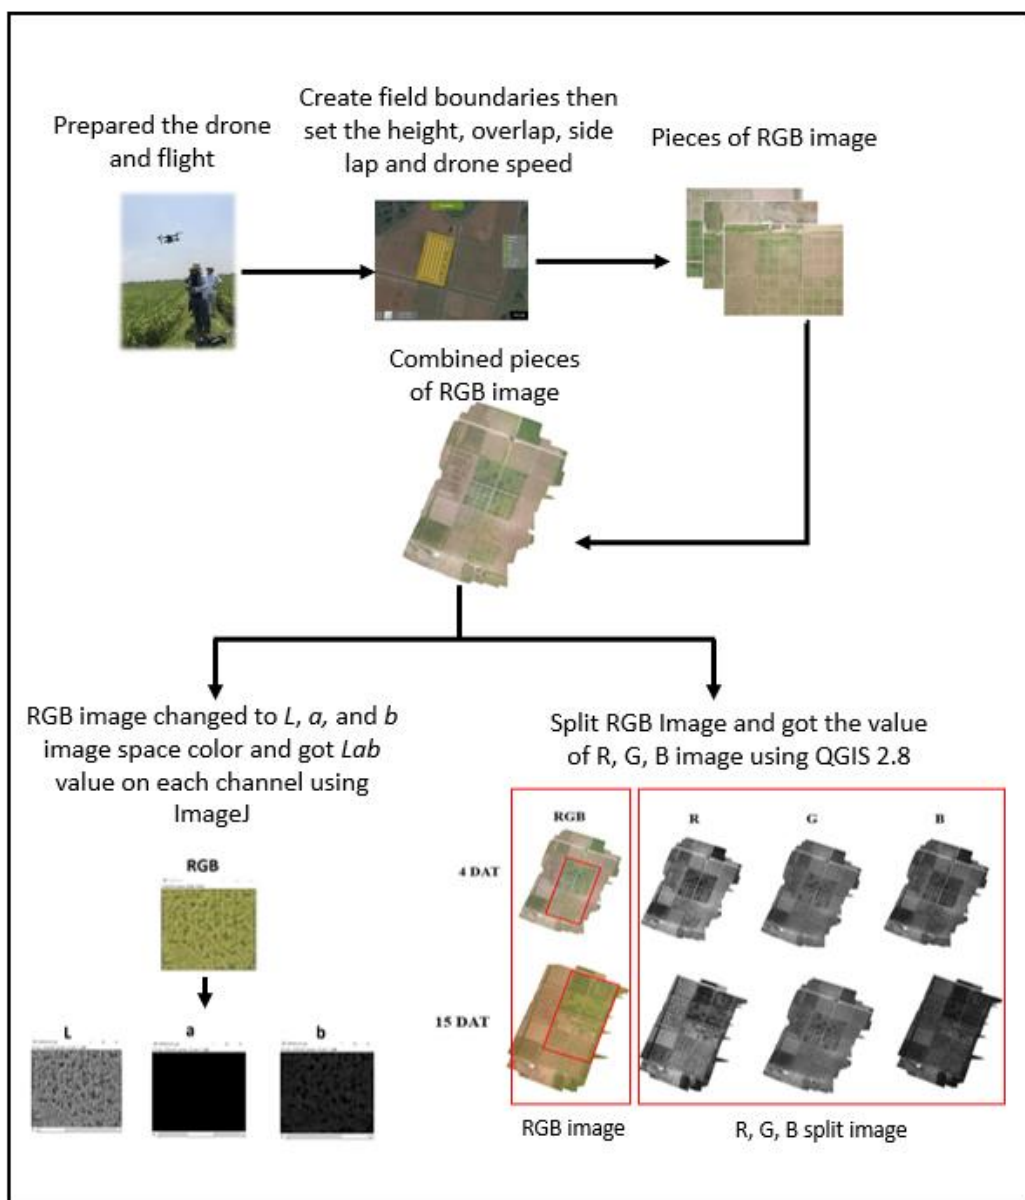 Prepared the drone
and flight
Create field boundaries then
set the height, overlap, side
lap and drone speed
Pieces of RGB image
Combined pieces
of RGB image
RGB image changed to L, a, and b
image space color and got Lab
value on each channel using
ImageJ
RGB
L
a
b
Split RGB Image and got the value
of R, G, B image using QGIS 2.8
RGB
R
G
B
4 DAT
15 DAT
RGB image
R, G, B split image